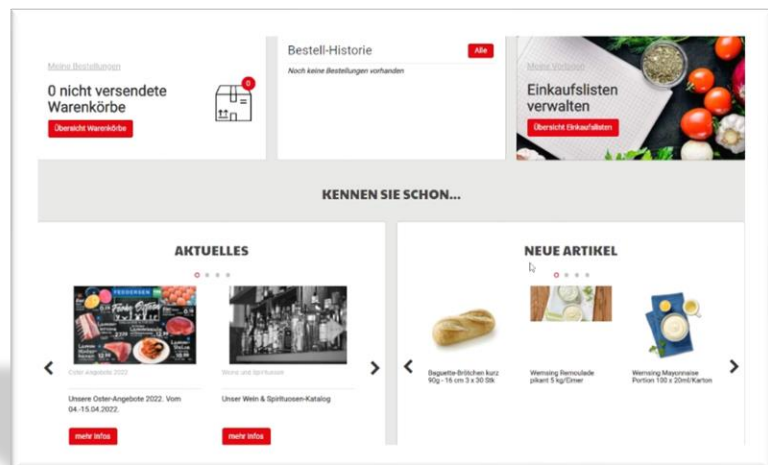 Meine Bestellungen
0 nicht versendete
Warenkörbe
Übersicht Warenkörbe
0
Bestell-Historie
Alle
Noch keine Bestellungen vorhanden
Meine Vorlagen
Einkaufslisten
verwalten
Übersicht Einkaufslisten
KENNEN SIE SCHON...
AKTUELLES
FEDDERSEN
Oster-Angebote 2022
Unsere Oster-Angebote 2022. Vom
04.-15.04.2022.
mehr Infos
Weine und Spirituosen
Unser Wein & Spirituosen-Katalog
mehr Infos
NEUE ARTIKEL
Baguette-Brötchen kurz
90g - 16 cm 3 x 30 Stk
Wernsing Remoulade
pikant 5 kg/Eimer
Wernsing Mayonnaise
Portion 100 x 20ml/Karton